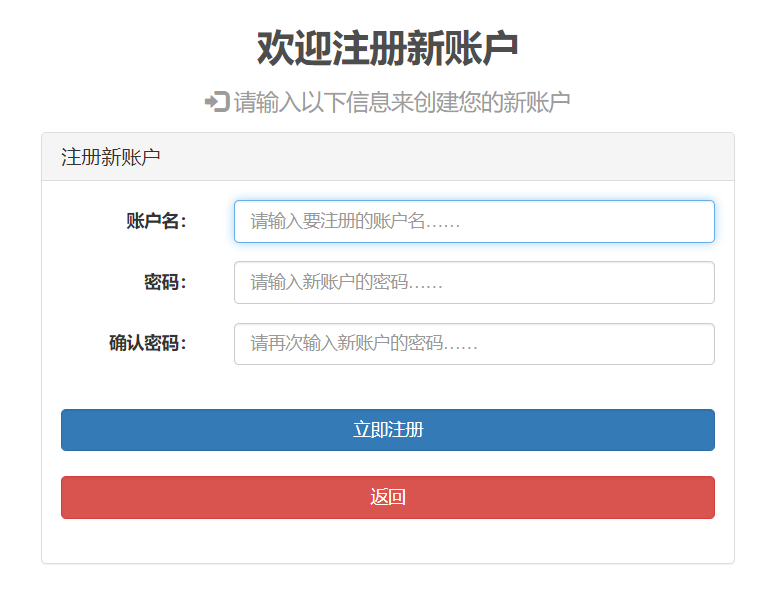 欢迎注册新账户
请输入以下信息来创建您的新账户
注册新账户
账户名：
请输入要注册的账户名……
密码：
请输入新账户的密码……
确认密码：
请再次输入新账户的密码……
立即注册
返回